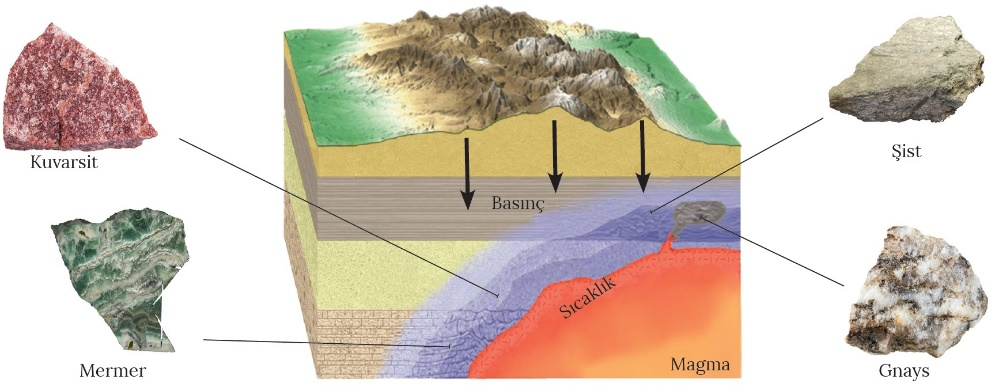 Kuvarsit
Şist
Basınç
Sıcaklık
Magma
Mermer
Gnays